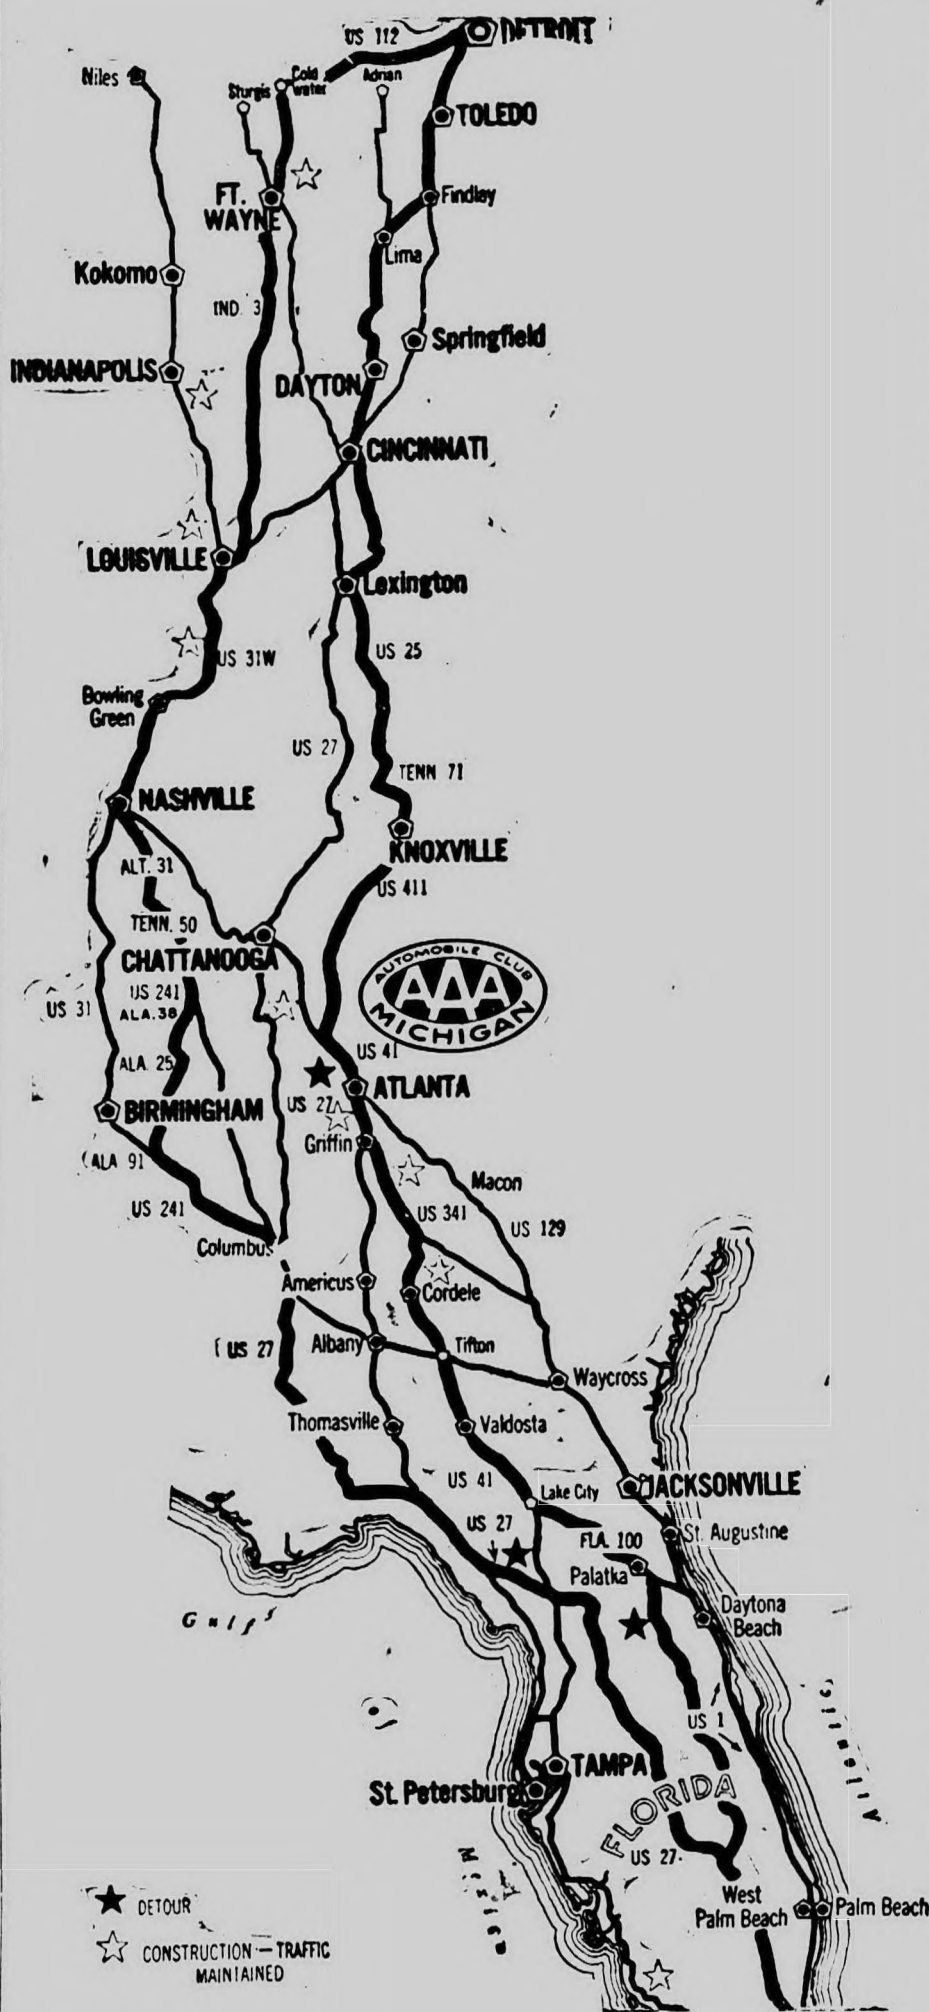 US 112
DETROIT
Niles
Sturgis
Cold
water
Adrian
TOLEDO
FT.
WAYNE
Findlay
Lima
Kokomo
IND. 3
Springfield
INDIANAPOLIS
DAYTON
CINCINNATI
LOUISVILLE
Lexington
US 31W
US 25
Bowling
Green
US 27
TENN 71
NASHVILLE
KNOXVILLE
ALT. 31
US 411
TENN. 50
CHATTANOOGA
AUTOMOBILE CLUB
AAA
MICHIGAN
US 241
US 31
ALA. 38
US 41
ALA. 25
ATLANTA
US 27
BIRMINGHAM
Griffin
ALA 91
Macon
US 241
US 341
US 129
Columbus
Americus
Cordele
US 27
Albany
Tifton
Waycross
Thomasville
Valdosta
US 41
Lake City
JACKSONVILLE
US 27
FLA. 100
St. Augustine
Palatka
Daytona
Beach
Gulf
of
US 1
Atlantic
TAMPA
St. Petersburg
FLORIDA
Mexico
US 27
West
Palm Beach
Palm Beach
DETOUR
CONSTRUCTION — TRAFFIC
MAINTAINED